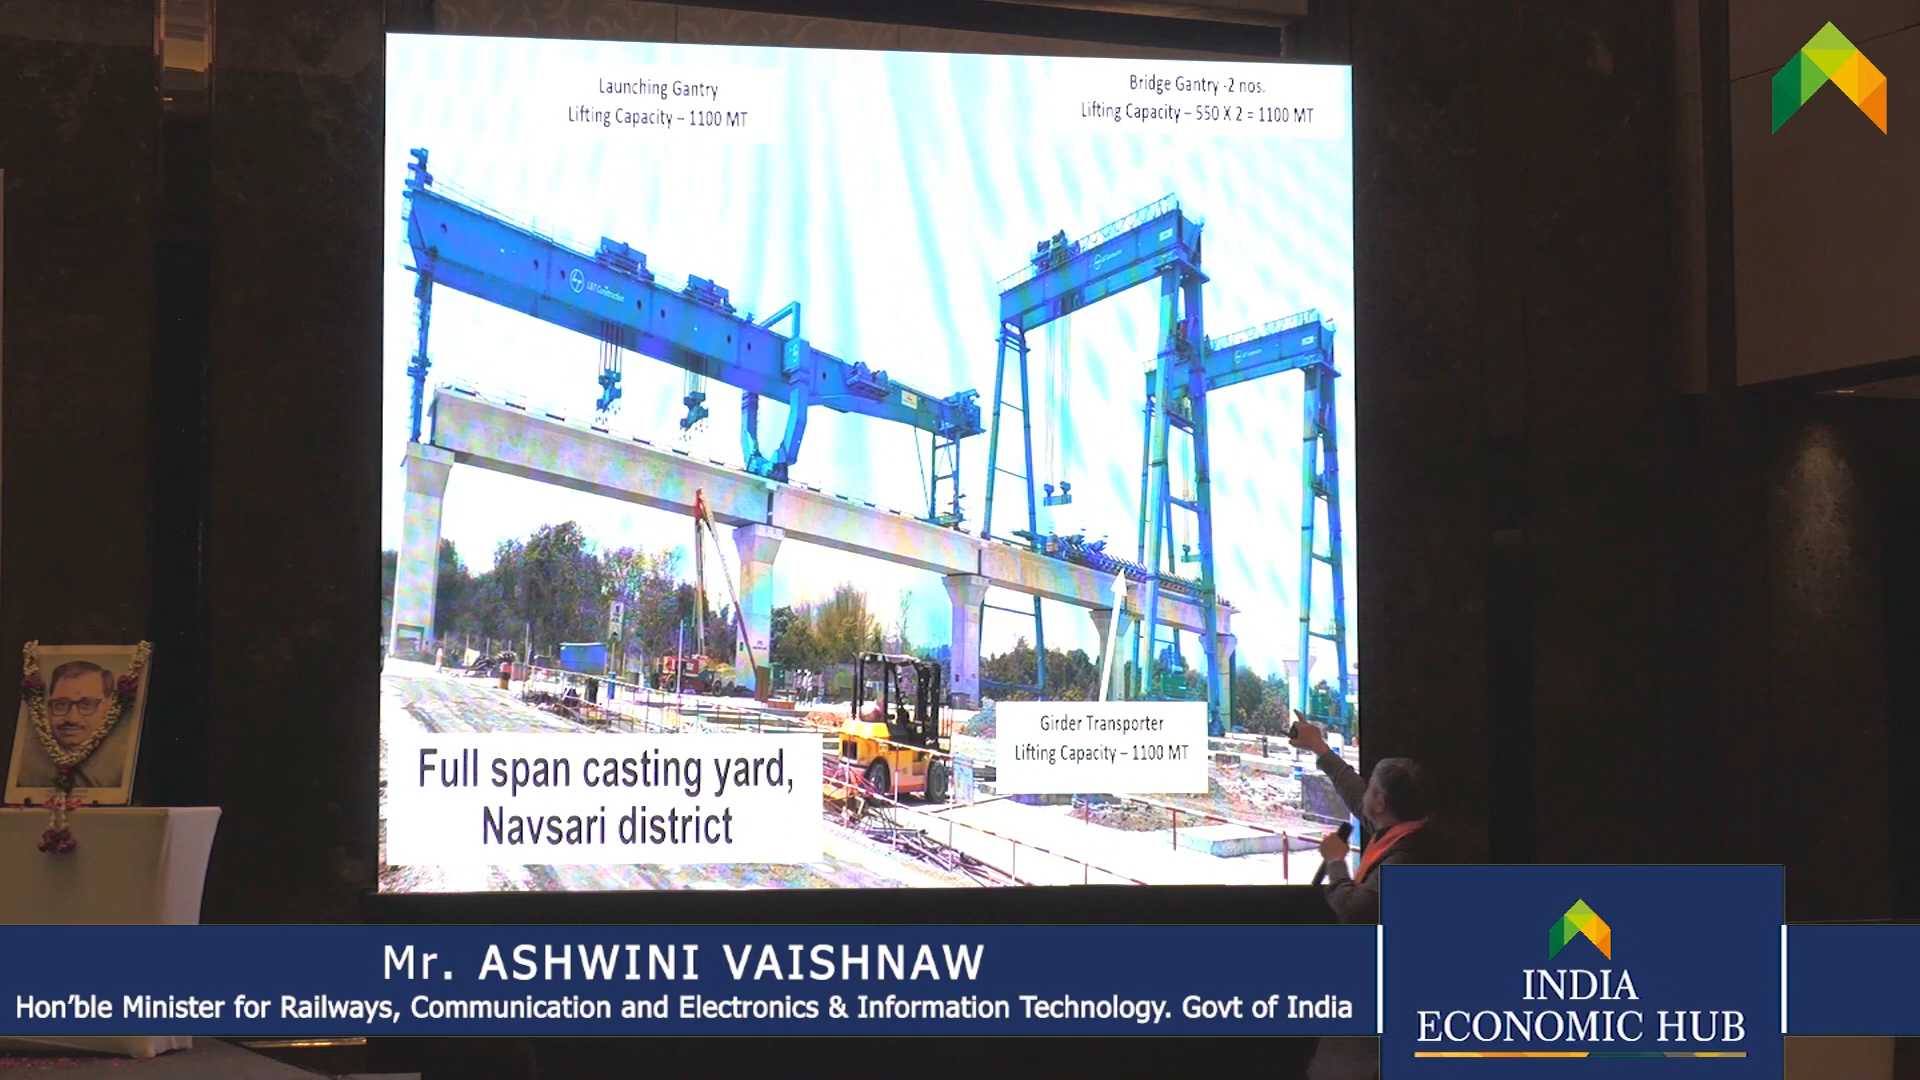 Launching Gantry
Lifting Capacity – 1100 MT
Bridge Gantry -2 nos.
Lifting Capacity – 550 X 2 = 1100 MT
L&T Construction
Girder Transporter
Lifting Capacity – 1100 MT
Full span casting yard,
Navsari district
Mr. ASHWINI VAISHNAW
Hon'ble Minister for Railways, Communication and Electronics & Information Technology. Govt of India
INDIA
ECONOMIC HUB